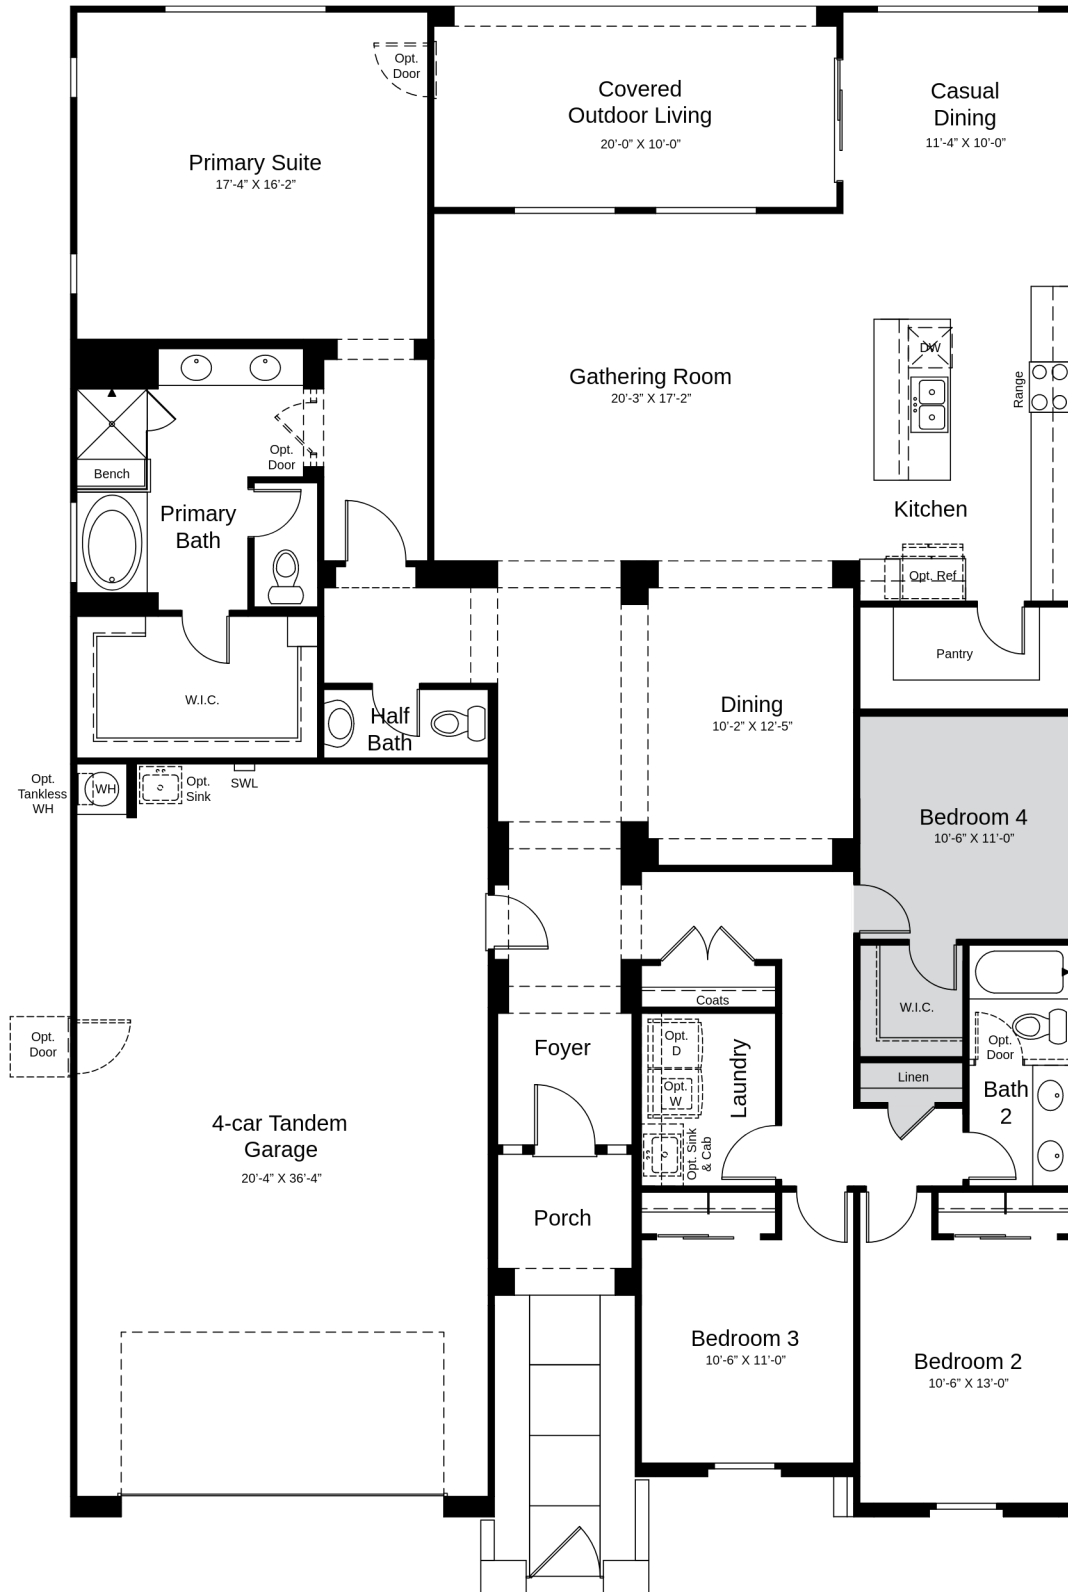 Opt.
Door
Covered
Outdoor Living
20'-0” X 10'-0”
Casual
Dining
11'-4” X 10'-0”
Primary Suite
17'-4” X 16'-2”
DW
Range
Gathering Room
20'-3” X 17'-2”
Opt.
Door
Bench
Primary
Bath
Kitchen
Opt. Ref
Pantry
W.I.C.
Half
Bath
Dining
10'-2” X 12'-5”
Opt.
Tankless
WH
WH
Opt.
Sink
SWL
Bedroom 4
10'-6” X 11'-0”
Coats
W.I.C.
Opt.
Door
Foyer
Opt.
D
Opt.
W
Laundry
Opt. Sink
& Cab
Opt.
Door
Linen
Bath
2
4-car Tandem
Garage
20'-4” X 36'-4”
Porch
Bedroom 3
10'-6” X 11'-0”
Bedroom 2
10'-6” X 13'-0”